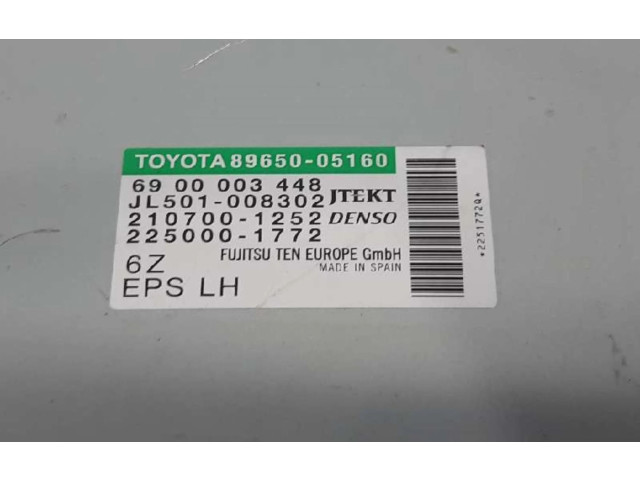 TOYOTA 89650-05160
69 00 003 448
JL501-008302 JTEKT
210700-1252 DENSO
225000-1772
FUJITSU TEN EUROPE GmbH
6Z MADE IN SPAIN
EPS LH
*2251772Q*